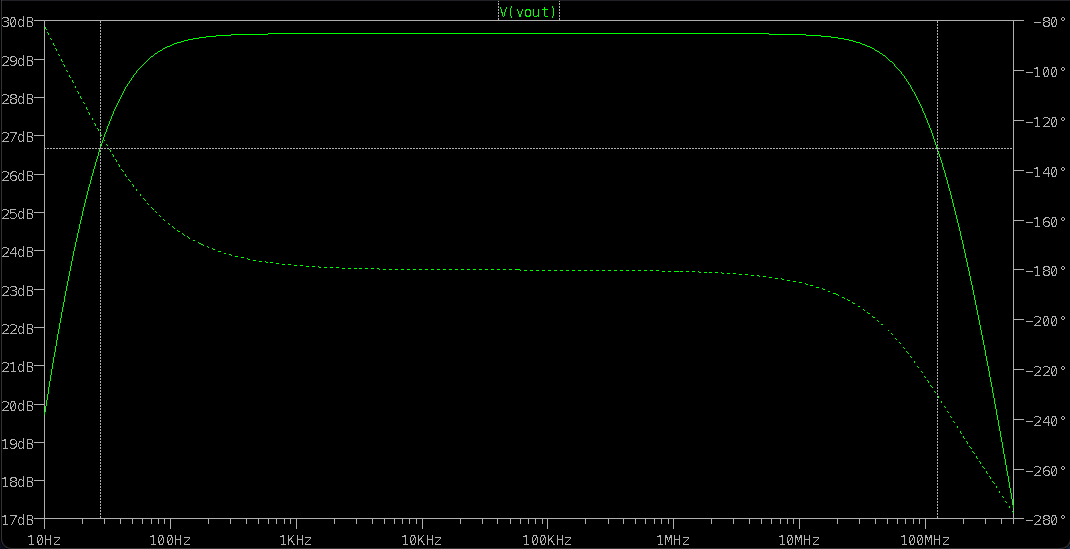 V(vout)
30dB
29dB
28dB
27dB
26dB
25dB
24dB
23dB
22dB
21dB
20dB
19dB
18dB
17dB
-80°
-100°
-120°
-140°
-160°
-180°
-200°
-220°
-240°
-260°
-280°
10Hz 100Hz 1KHz 10KHz 100KHz 1MHz 10MHz 100MHz